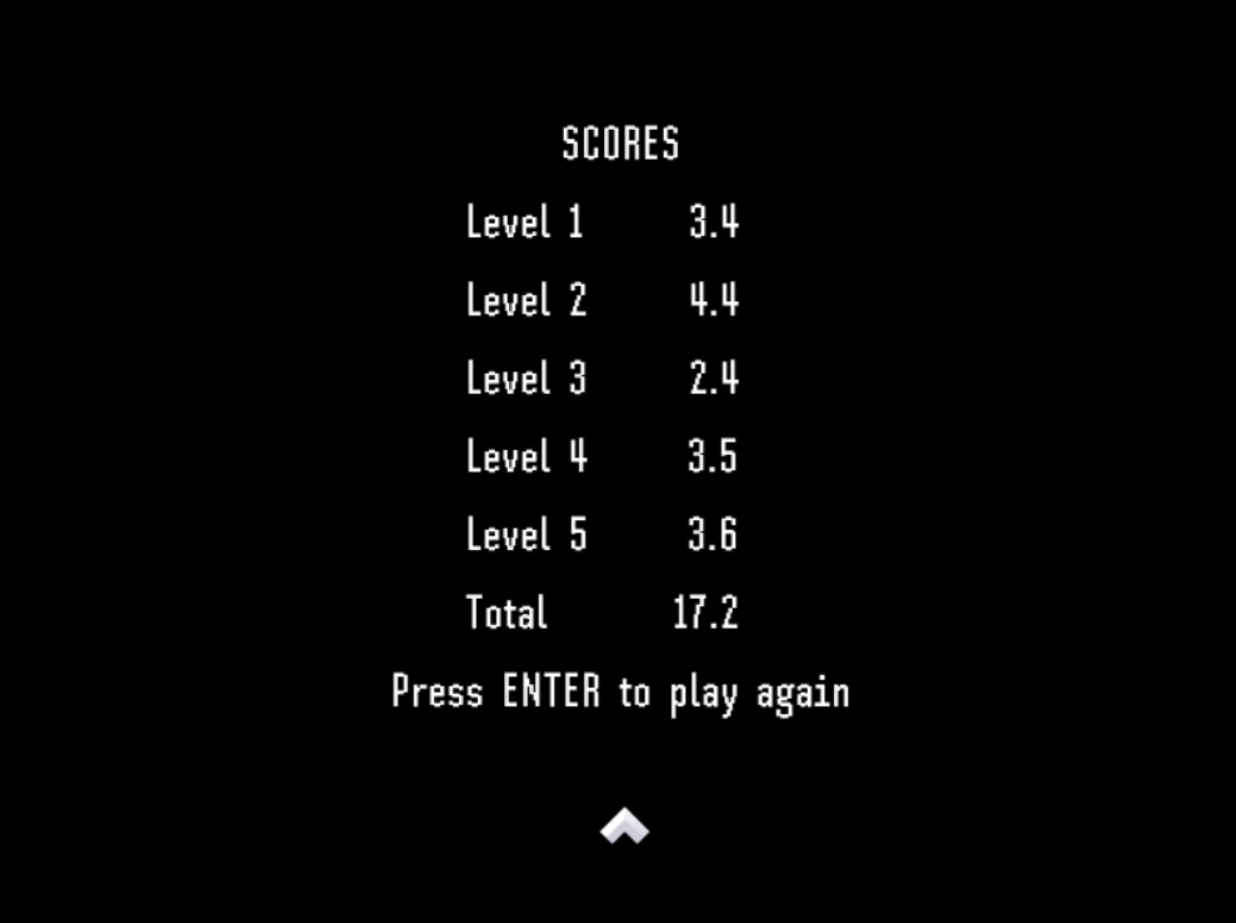 SCORES
Level 1 3.4
Level 2 4.4
Level 3 2.4
Level 4 3.5
Level 5 3.6
Total 17.2
Press ENTER to play again